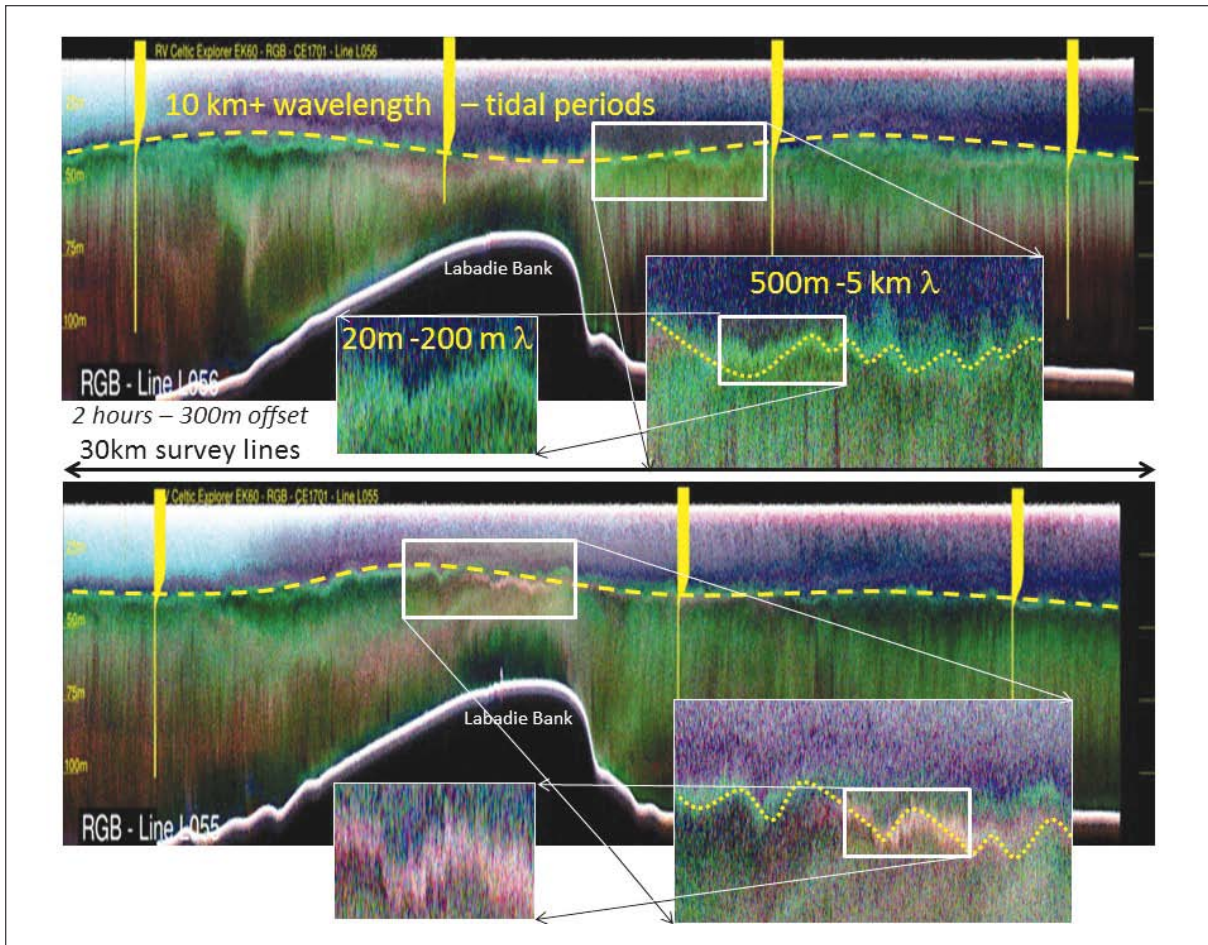 RV Celtic Explorer EK60 - RGB - CE1701 - Line L056
25m
10 km+ wavelength – tidal periods
50m
75m
Labadie Bank
500m -5 km λ
100m
20m -200 m λ
RGB - Line L056
2 hours – 300m offset
30km survey lines
RV Celtic Explorer EK60 - RGB - CE1701 - Line L055
25m
50m
75m
Labadie Bank
100m
RGB - Line L055